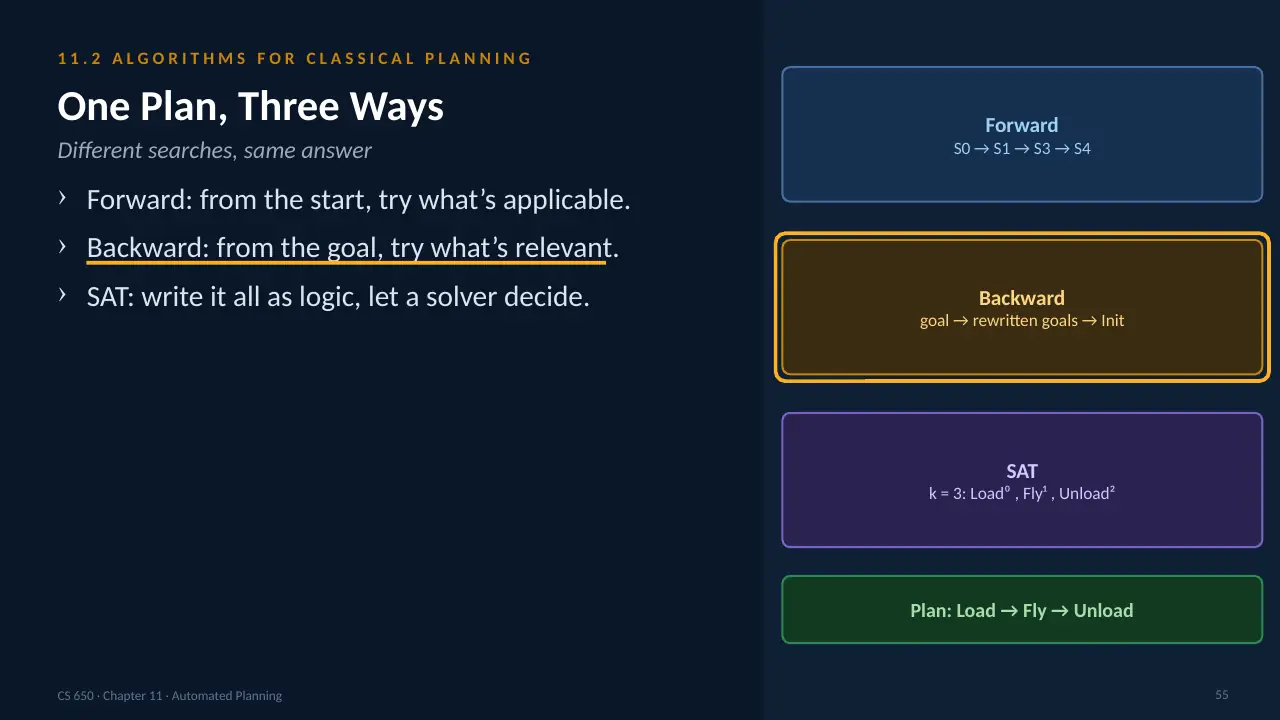 11.2 ALGORITHMS FOR CLASSICAL PLANNING
One Plan, Three Ways
Different searches, same answer
› Forward: from the start, try what’s applicable.
› Backward: from the goal, try what’s relevant.
› SAT: write it all as logic, let a solver decide.
Forward
S0 → S1 → S3 → S4
Backward
goal → rewritten goals → Init
SAT
k = 3: Load⁰ , Fly¹ , Unload²
Plan: Load → Fly → Unload
CS 650 · Chapter 11 · Automated Planning
55